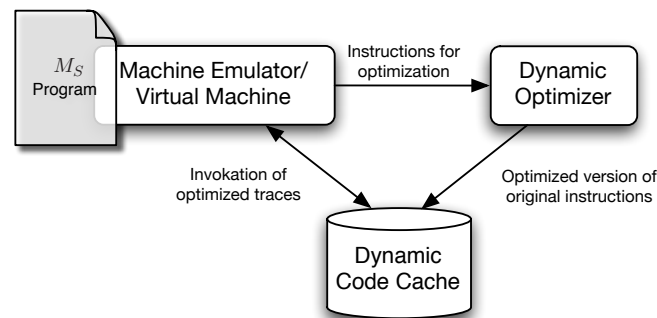 M_S
Program
Machine Emulator/
Virtual Machine
Instructions for
optimization
Dynamic
Optimizer
Invokation of
optimized traces
Optimized version of
original instructions
Dynamic
Code Cache